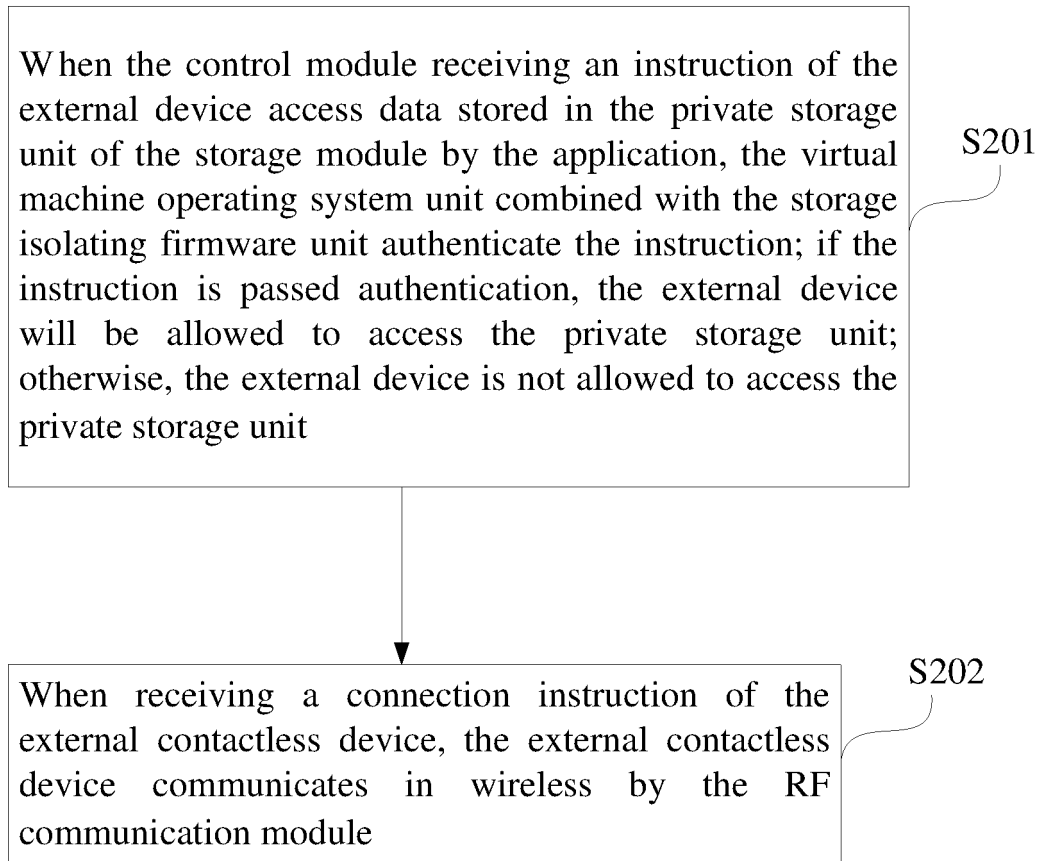 When the control module receiving an instruction of the
external device access data stored in the private storage
unit of the storage module by the application, the virtual
machine operating system unit combined with the storage
isolating firmware unit authenticate the instruction; if the
instruction is passed authentication, the external device
will be allowed to access the private storage unit;
otherwise, the external device is not allowed to access the
private storage unit
S201
When receiving a connection instruction of the
external contactless device, the external contactless
device communicates in wireless by the RF
communication module
S202